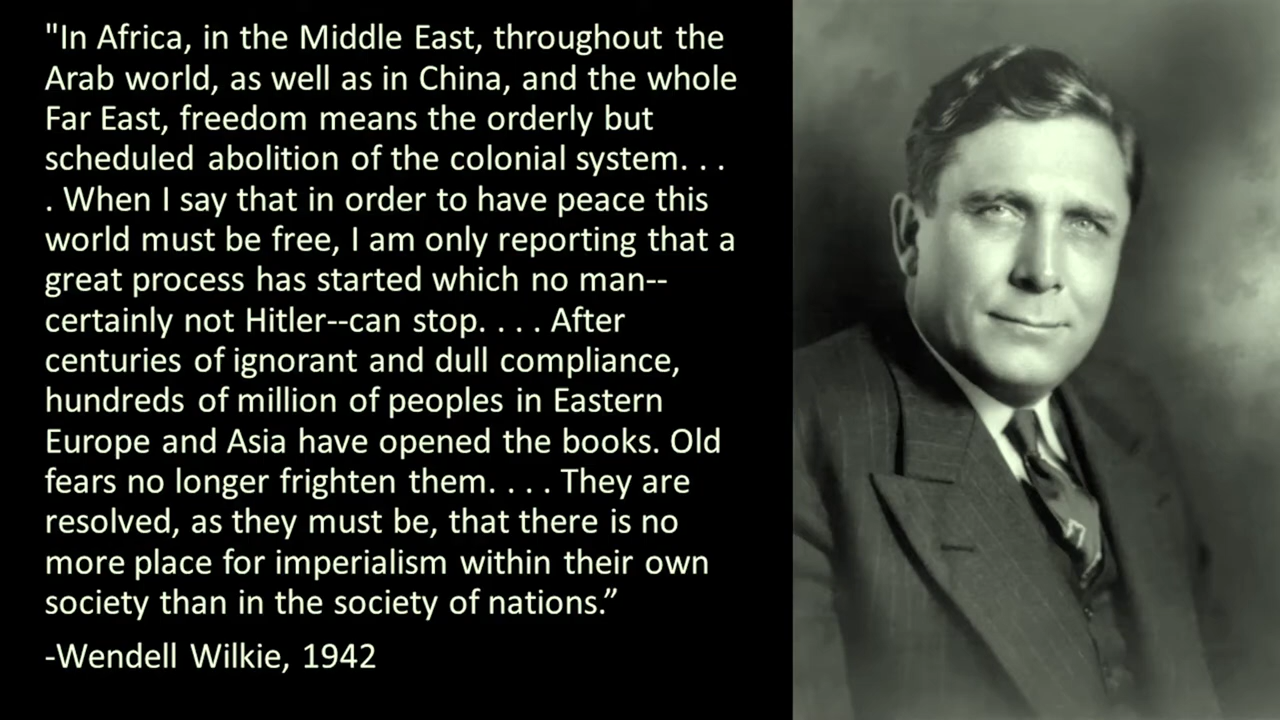 "In Africa, in the Middle East, throughout the
Arab world, as well as in China, and the whole
Far East, freedom means the orderly but
scheduled abolition of the colonial system. . .
. When I say that in order to have peace this
world must be free, I am only reporting that a
great process has started which no man--
certainly not Hitler--can stop. . . . After
centuries of ignorant and dull compliance,
hundreds of million of peoples in Eastern
Europe and Asia have opened the books. Old
fears no longer frighten them. . . . They are
resolved, as they must be, that there is no
more place for imperialism within their own
society than in the society of nations.”
-Wendell Wilkie, 1942